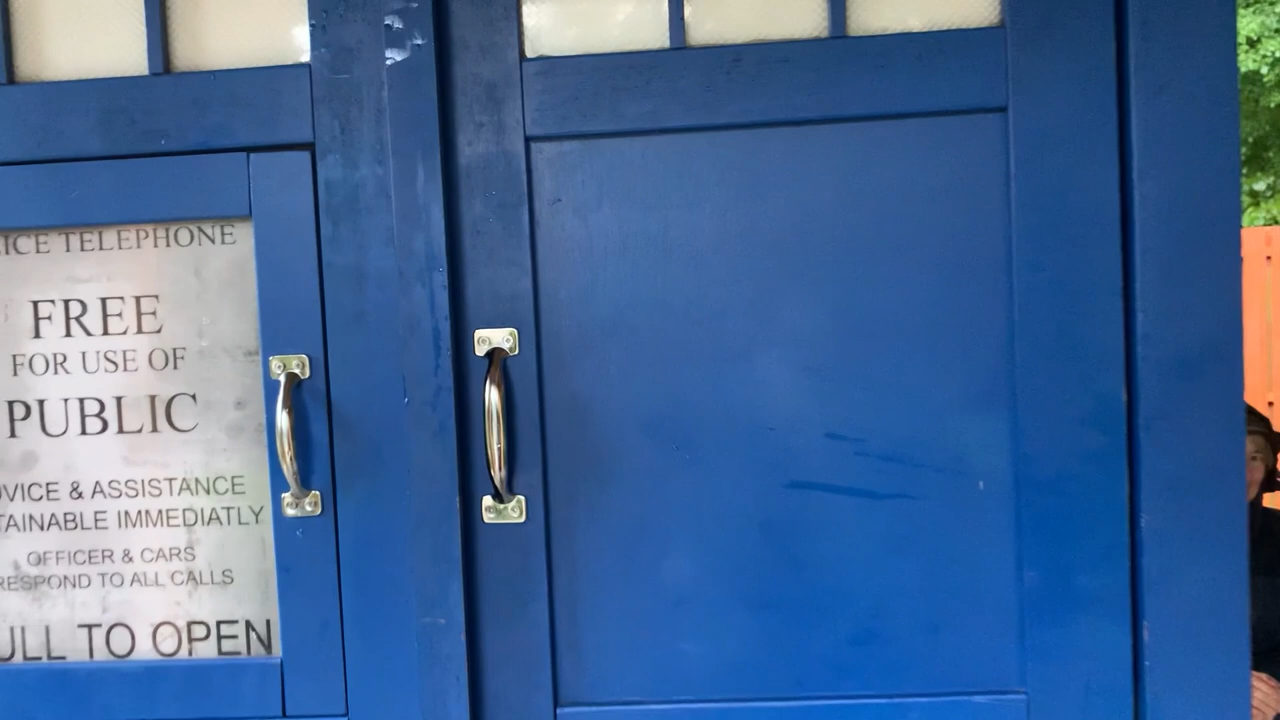 ICE TELEPHONE
FREE
FOR USE OF
PUBLIC
VICE & ASSISTANCE
TAINABLE IMMEDIATLY
OFFICER & CARS
RESPOND TO ALL CALLS
ULL TO OPEN